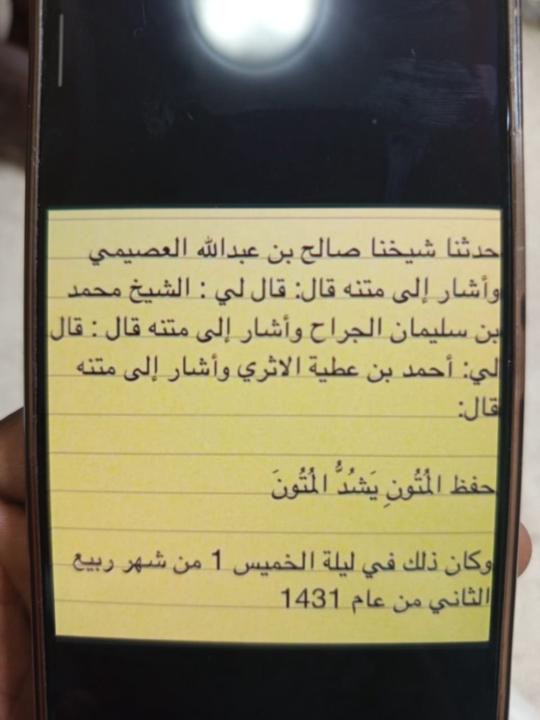 حدثنا شيخنا صالح بن عبدالله العصيمي
وأشار إلى متنه قال: قال لي : الشيخ محمد
بن سليمان الجراح وأشار إلى متنه قال : قال
لي: أحمد بن عطية الاثري وأشار إلى متنه
قال:
حفظ المُتُونِ يَشُدُّ المُتُونَ
وكان ذلك في ليلة الخميس 1 من شهر ربيع
الثاني من عام 1431